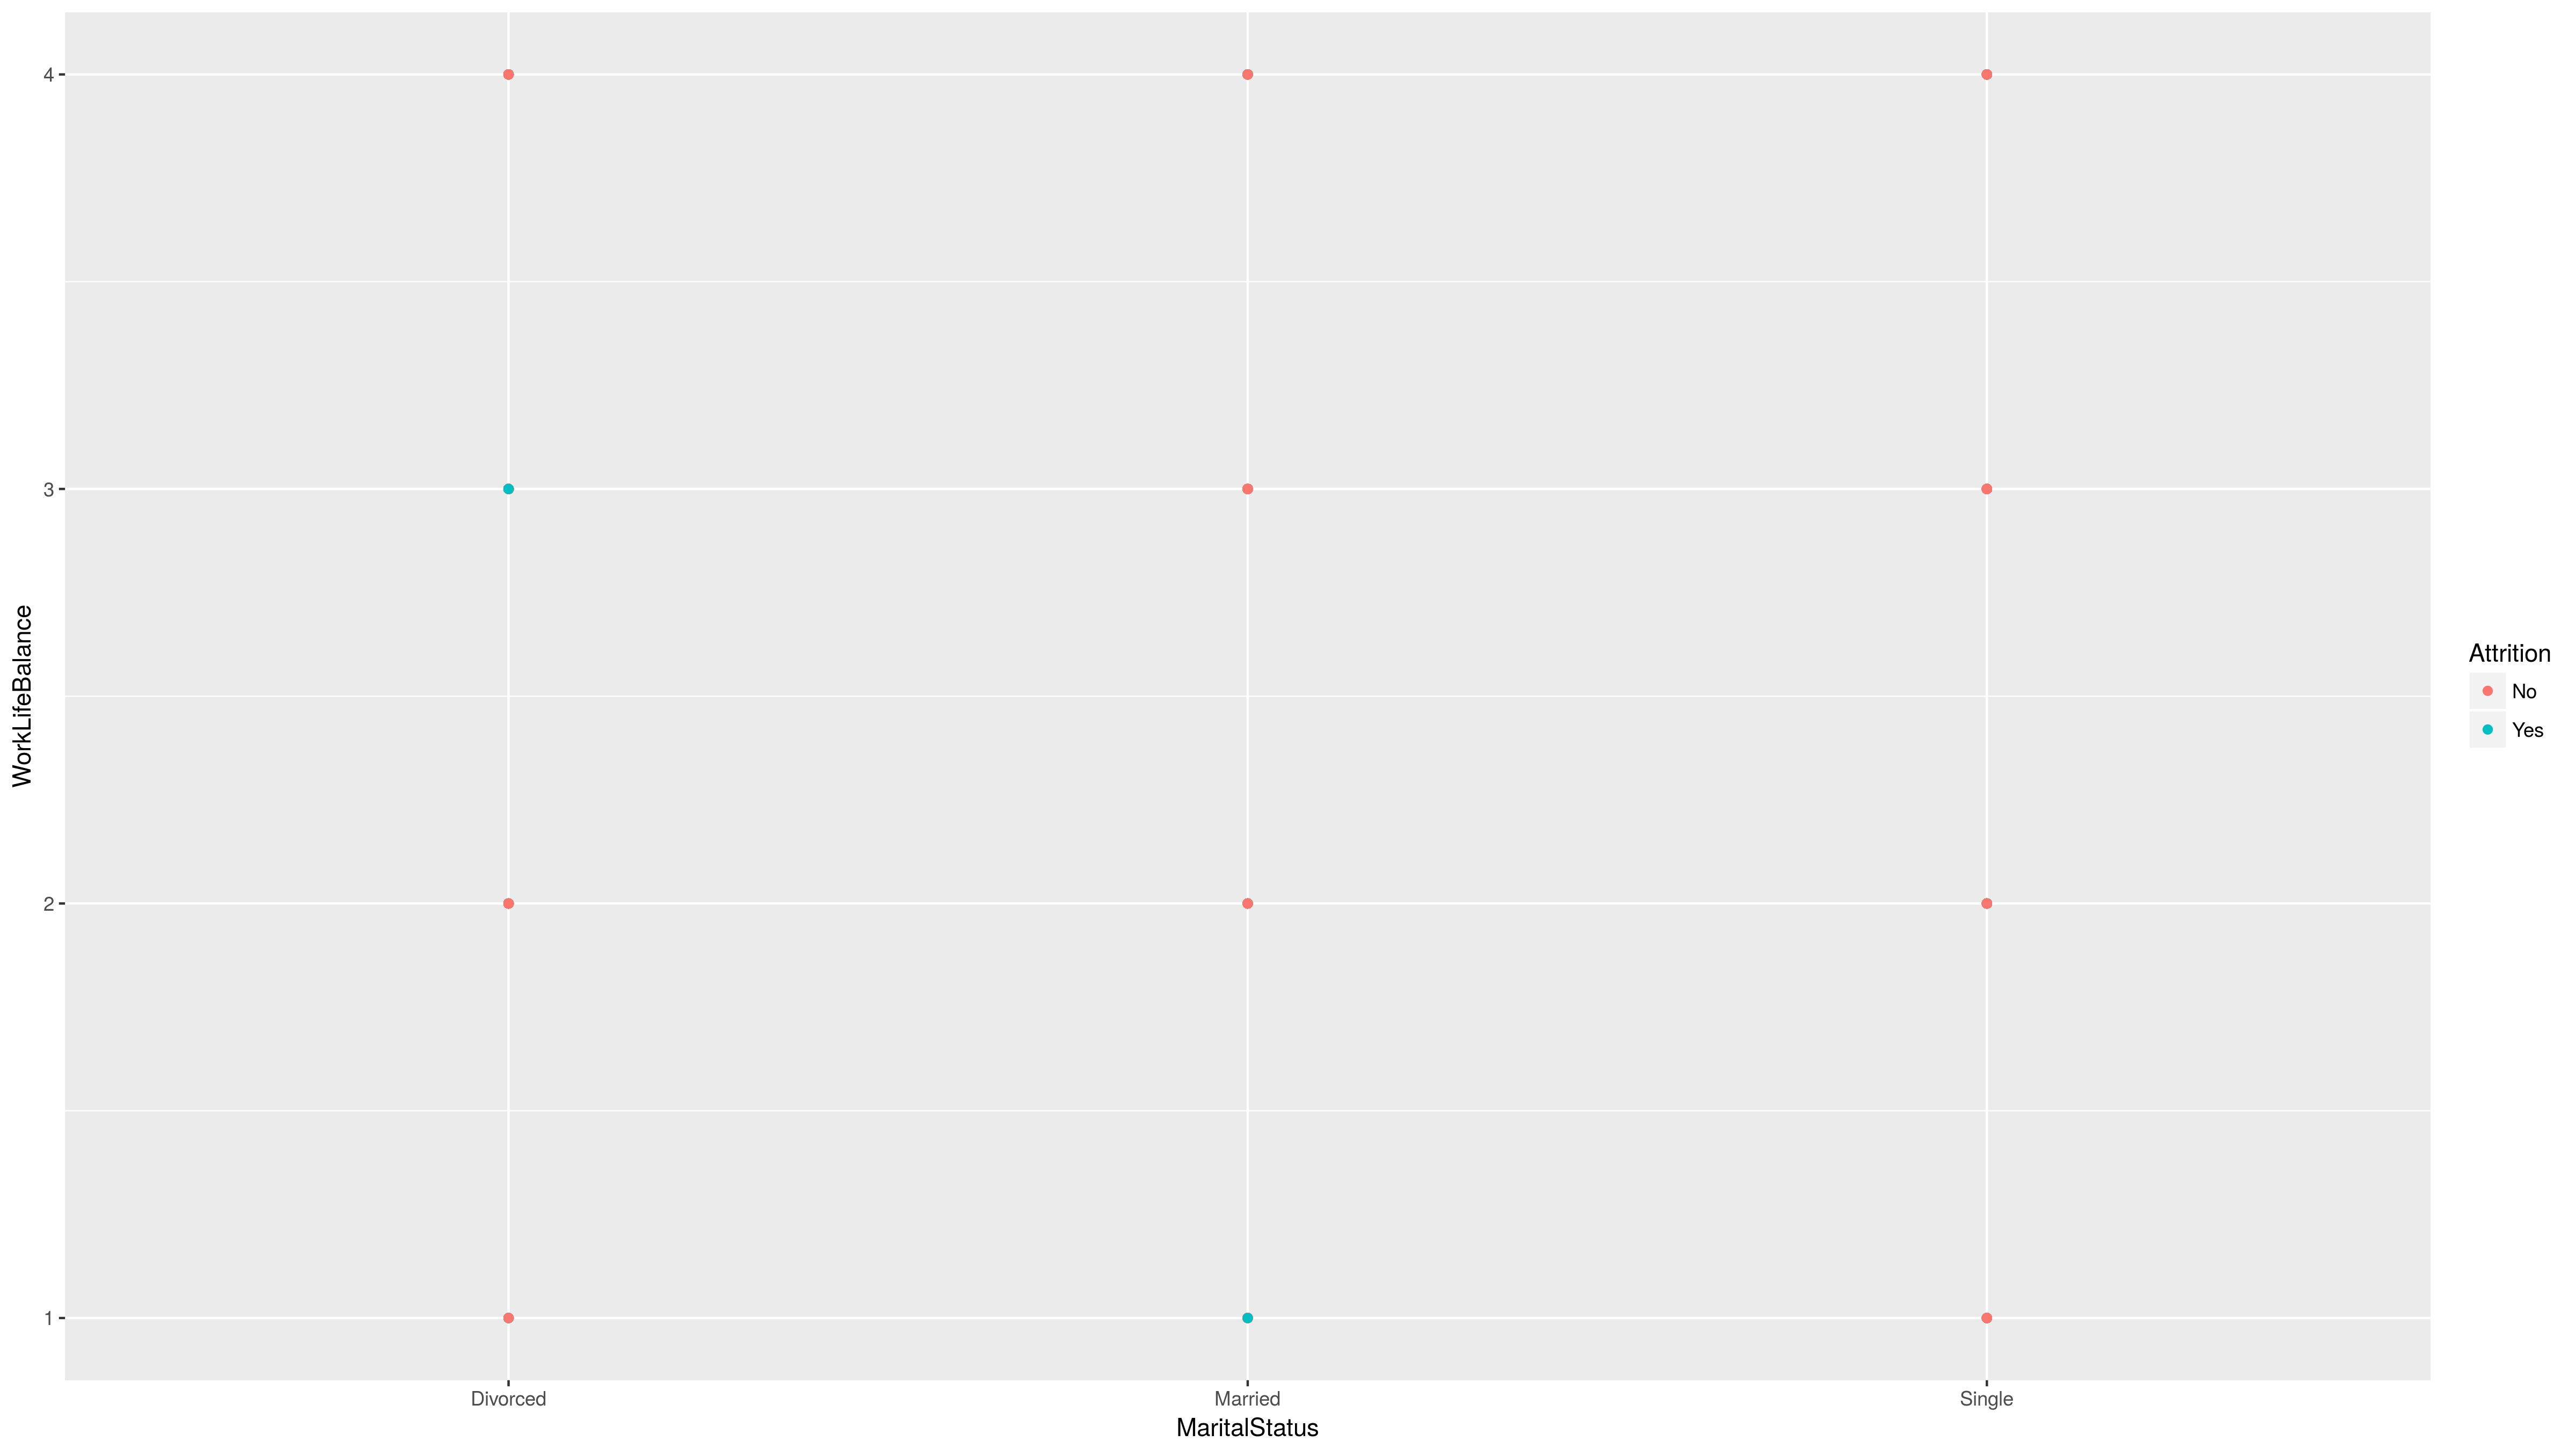 4
3
2
1
WorkLifeBalance
Divorced
Married
Single
MaritalStatus
Attrition
No
Yes